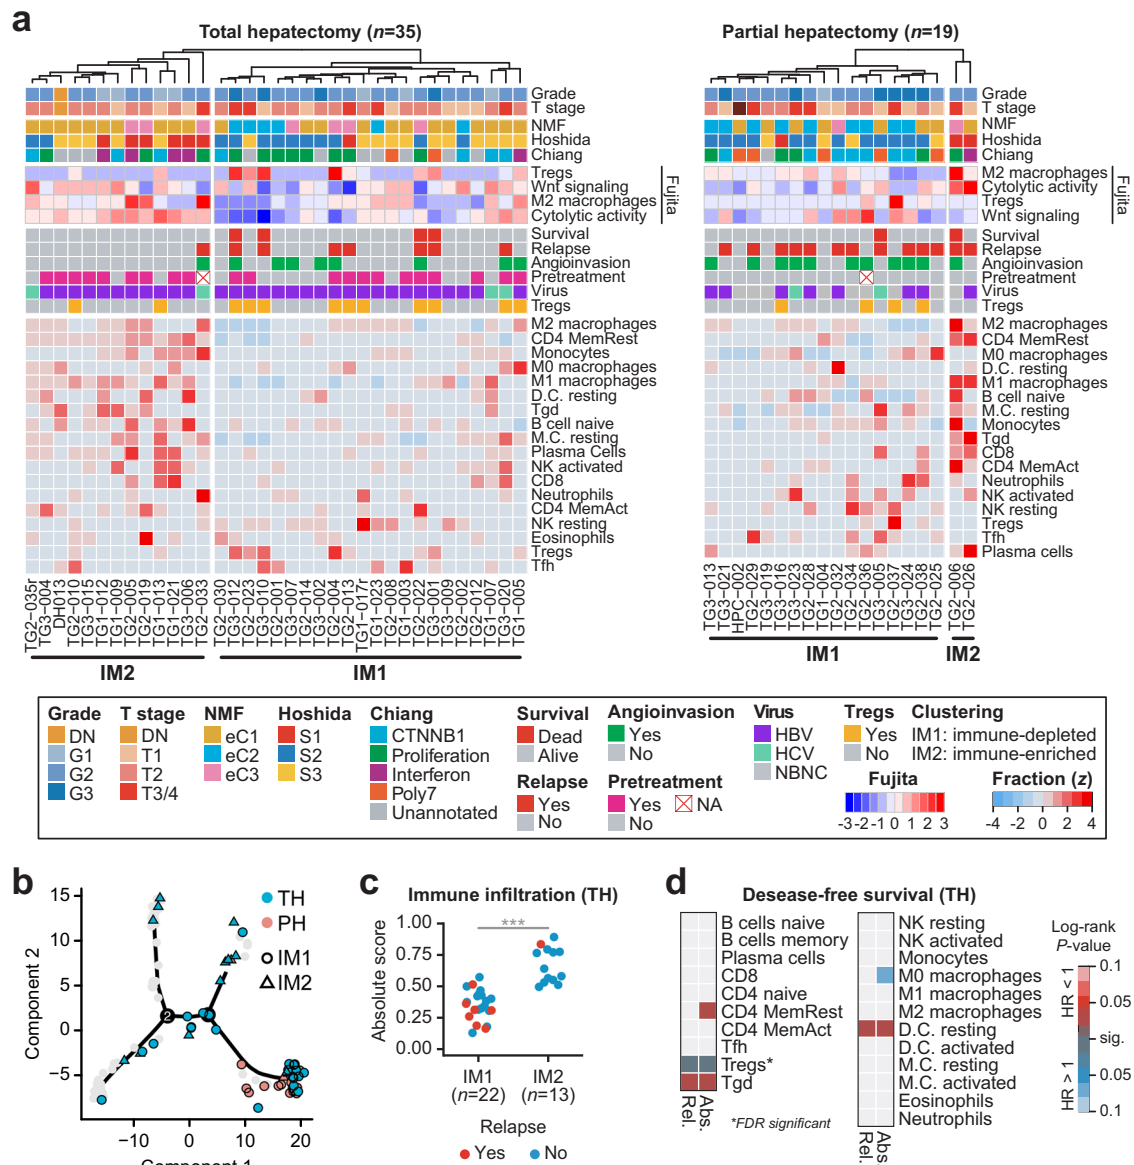 a
Total hepatectomy (n=35)
Partial hepatectomy (n=19)
Grade
T stage
NMF
Hoshida
Chiang
Tregs
Wnt signaling
M2 macrophages
Cytolytic activity
Fujita
Survival
Relapse
Angioinvasion
Pretreatment
Virus
Tregs
M2 macrophages
CD4 MemRest
Monocytes
M0 macrophages
M1 macrophages
D.C. resting
Tgd
B cell naive
M.C. resting
Plasma Cells
NK activated
CD8
Neutrophils
CD4 MemAct
NK resting
Eosinophils
Tregs
Tfh
TG2−035r
TG3−004
DH013
TG2−010
TG3−015
TG1−012
TG1−009
TG2−005
TG2−019
TG1−013
TG1−021
TG3−006
TG2−033
TG2−030
TG3−012
TG2−023
TG3−010
TG2−001
TG3−007
TG2−014
TG3−002
TG2−004
TG2−013
TG1−017r
TG1−023
TG2−008
TG1−003
TG2−022
TG3−001
TG3−009
TG2−002
TG2−012
TG1−007
TG1−020
TG1−005
IM2
IM1
Grade
T stage
NMF
Hoshida
Chiang
M2 macrophages
Cytolytic activity
Tregs
Wnt signaling
Fujita
Survival
Relapse
Angioinvasion
Pretreatment
Virus
Tregs
M2 macrophages
CD4 MemRest
M0 macrophages
D.C. resting
M1 macrophages
B cell naive
M.C. resting
Monocytes
Tgd
CD8
CD4 MemAct
Neutrophils
NK activated
NK resting
Tregs
Tfh
Plasma cells
TG3−013
TG3−021
HPC−002
TG2−029
TG3−019
TG3−016
TG3−023
TG2−028
TG1−004
TG2−032
TG2−034
TG2−036
TG3−005
TG2−037
TG3−024
TG2−038
TG2−025
TG2−006
TG2−026
IM1
IM2
Grade
DN
G1
G2
G3
T stage
DN
T1
T2
T3/4
NMF
eC1
eC2
eC3
Hoshida
S1
S2
S3
Chiang
CTNNB1
Proliferation
Interferon
Poly7
Unannotated
Survival
Dead
Alive
Relapse
Yes
No
Angioinvasion
Yes
No
Pretreatment
Yes
NA
No
Virus
HBV
HCV
NBNC
Tregs
Yes
No
Clustering
IM1: immune-depleted
IM2: immune-enriched
Fujita
-3 -2 -1 0 1 2 3
Fraction (z)
-4 -2 0 2 4
b
Component 2
15
10
5
0
−5
−10 0 10 20
Component 1
TH
PH
IM1
IM2
c
Immune infiltration (TH)
Absolute score
1.00
0.75
0.50
0.25
0.00
***
IM1
(n=22)
IM2
(n=13)
Relapse
Yes
No
d
Desease-free survival (TH)
B cells naive
B cells memory
Plasma cells
CD8
CD4 naive
CD4 MemRest
CD4 MemAct
Tfh
Tregs*
Tgd
Rel.
Abs.
*FDR significant
NK resting
NK activated
Monocytes
M0 macrophages
M1 macrophages
M2 macrophages
D.C. resting
D.C. activated
M.C. resting
M.C. activated
Eosinophils
Neutrophils
Rel.
Abs.
Log-rank
P-value
HR < 1
HR > 1
0.1
0.05
sig.
0.05
0.1